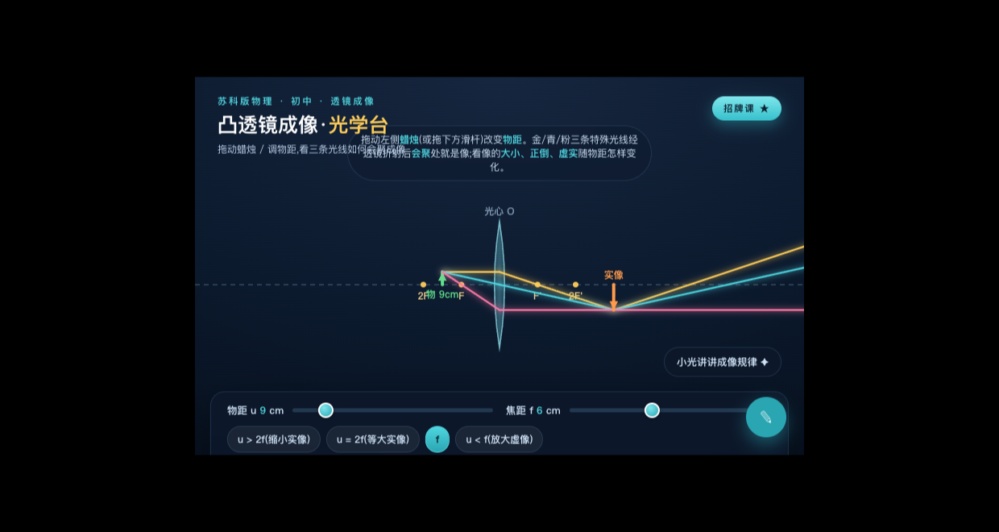 苏科版物理 · 初中 · 透镜成像
招牌课 ★
凸透镜成像·光学台
拖动蜡烛 / 调物距,看三条光线如何会聚成像
拖动左侧蜡烛(或拖下方滑杆)改变物距。金/青/粉三条特殊光线经
透镜折射后会聚处就是像;看像的大小、正倒、虚实随物距怎样变
化。
光心 O
实像
2F
物 9cm
F
F'
2F'
小光讲讲成像规律 ✦
物距 u 9 cm
焦距 f 6 cm
u > 2f(缩小实像)
u = 2f(等大实像)
f
u < f(放大虚像)